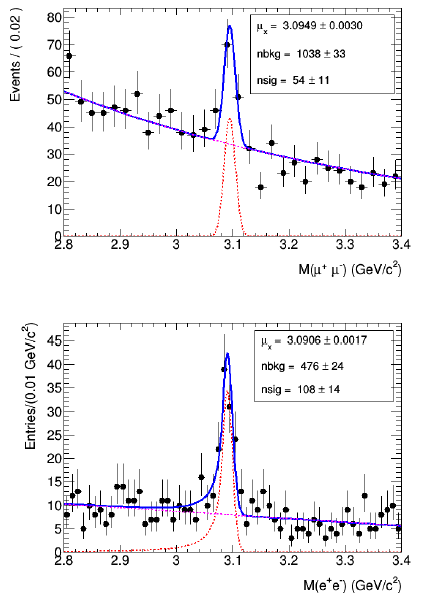 Events / ( 0.02 )
80
70
60
50
40
30
20
10
0
μx = 3.0949 ± 0.0030
nbkg = 1038 ± 33
nsig = 54 ± 11
2.8 2.9 3 3.1 3.2 3.3 3.4
M(μ+ μ-) (GeV/c²)
Entries/(0.01 GeV/c²)
45
40
35
30
25
20
15
10
5
0
μx = 3.0906 ± 0.0017
nbkg = 476 ± 24
nsig = 108 ± 14
2.8 2.9 3 3.1 3.2 3.3 3.4
M(e+e-) (GeV/c²)